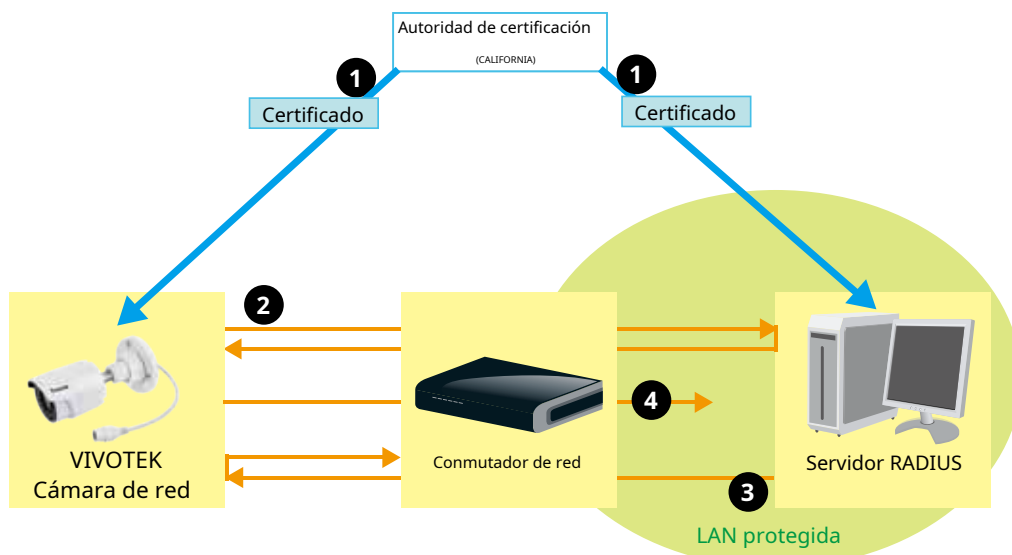 Autoridad de certificación
(CALIFORNIA)
1
1
Certificado
Certificado
2
4
VIVOTEK
Cámara de red
Conmutador de red
Servidor RADIUS
3
LAN protegida